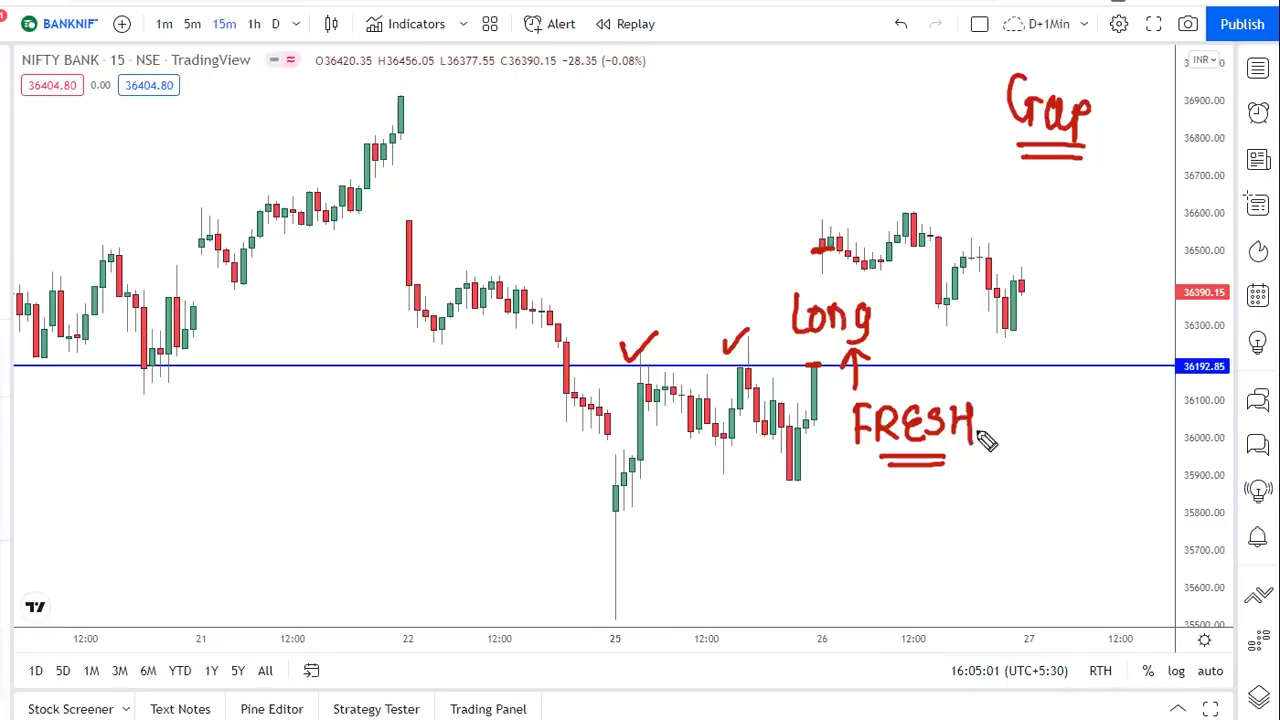 BANKNIF
1m 5m 15m 1h D
Indicators
Alert
Replay
D+1Min
Publish
NIFTY BANK · 15 · NSE · TradingView
O36420.35 H36456.05 L36377.55 C36390.15 −28.35 (−0.08%)
INR
36404.80 0.00 36404.80
Gap
36900.00
36800.00
36700.00
36600.00
36500.00
36390.15
36300.00
Long
36192.85
36100.00
FRESH
36000.00
35900.00
35800.00
35700.00
35600.00
35500.00
12:00 21 12:00 22 12:00 25 12:00 26 12:00 27 12:00
1D 5D 1M 3M 6M YTD 1Y 5Y All
16:05:01 (UTC+5:30) RTH % log auto
Stock Screener Text Notes Pine Editor Strategy Tester Trading Panel